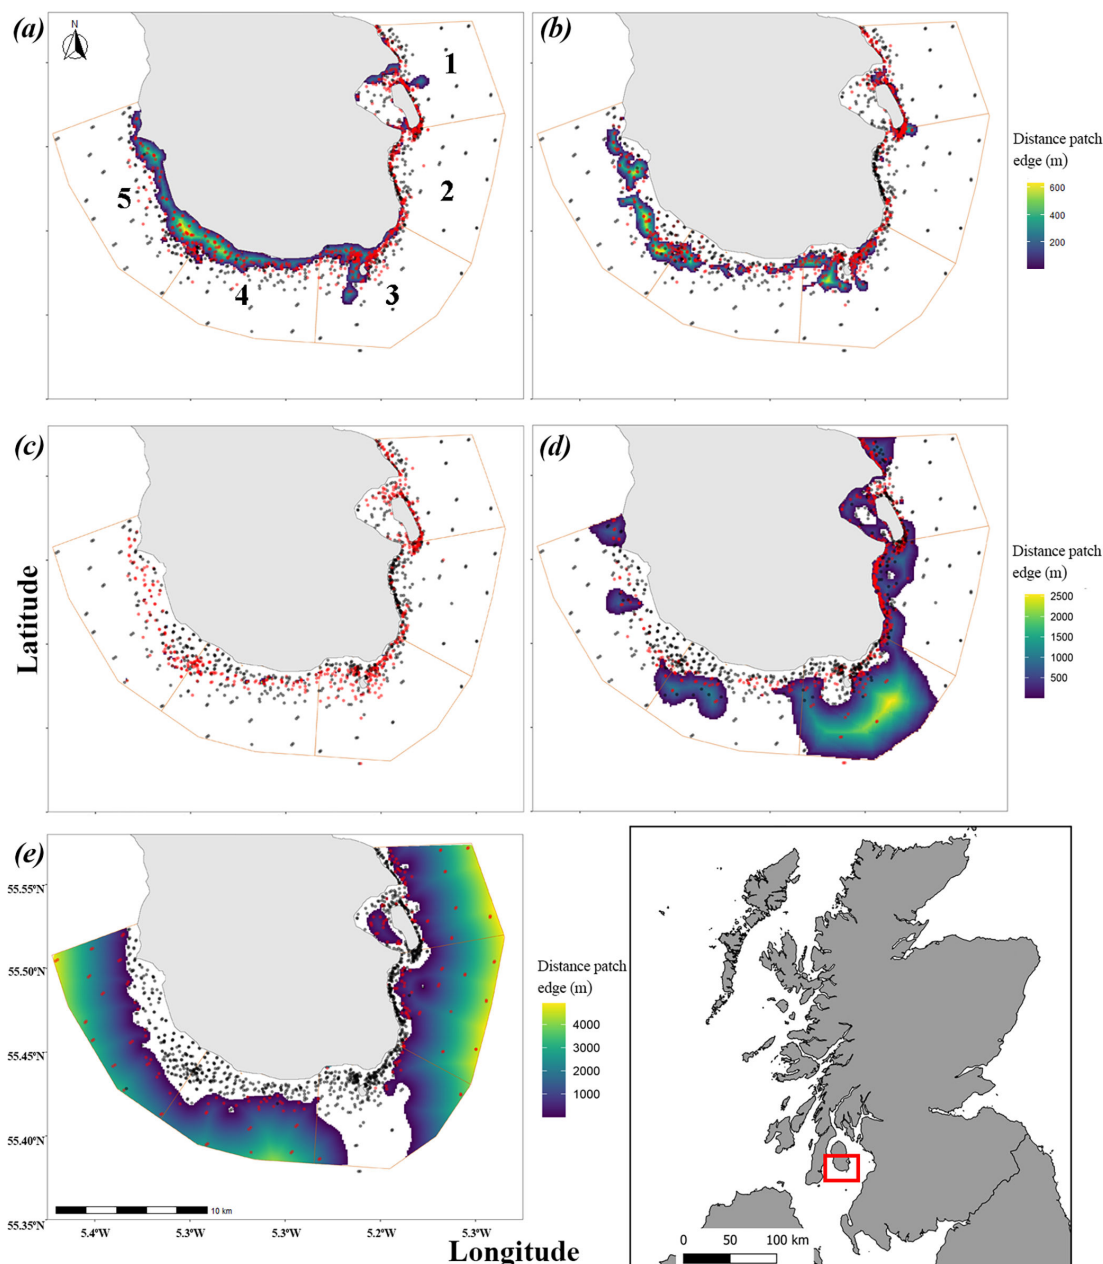 (a)
N
1
2
3
4
5
(b)
Distance patch
edge (m)
600
400
200
(c)
Latitude
(d)
Distance patch
edge (m)
2500
2000
1500
1000
500
(e)
55.55°N
55.50°N
55.45°N
55.40°N
55.35°N
10 km
5.4°W
5.3°W
5.3°W
5.2°W
5.3°W
Longitude
Distance patch
edge (m)
4000
3000
2000
1000
0
50
100 km